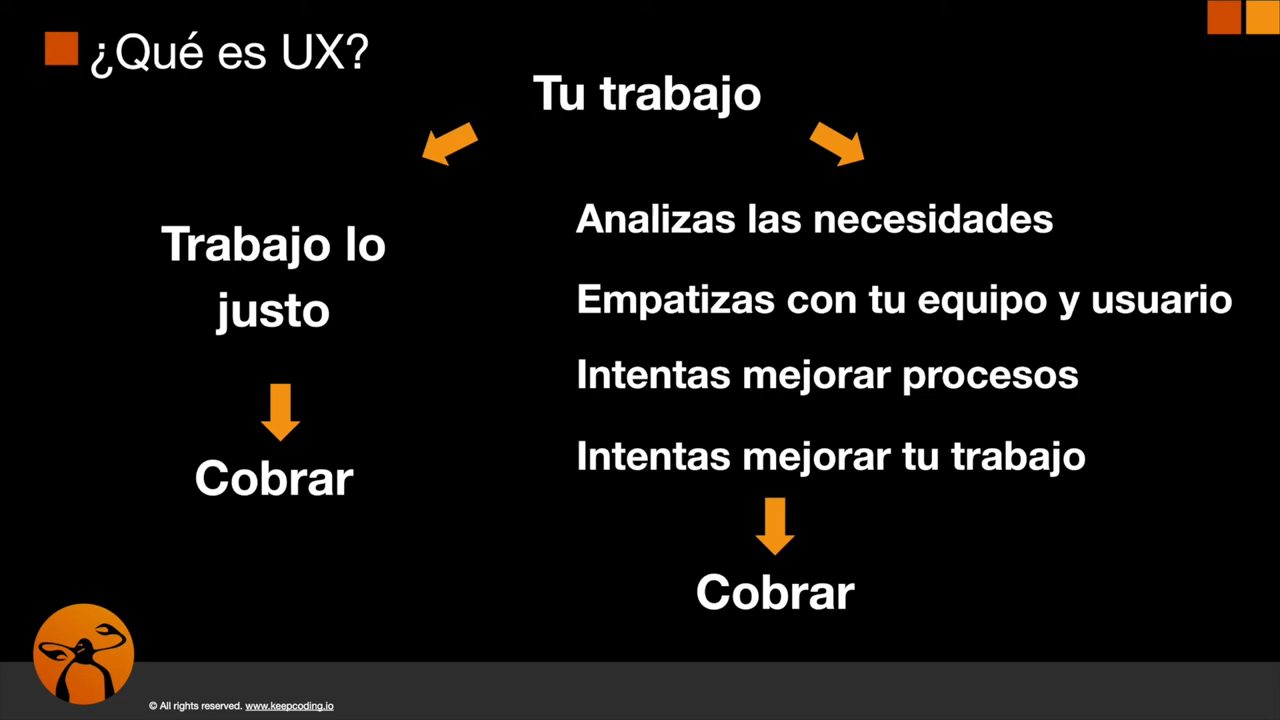 ¿Qué es UX?
Tu trabajo
Trabajo lo
justo
Cobrar
Analizas las necesidades
Empatizas con tu equipo y usuario
Intentas mejorar procesos
Intentas mejorar tu trabajo
Cobrar
© All rights reserved. www.keepcoding.io